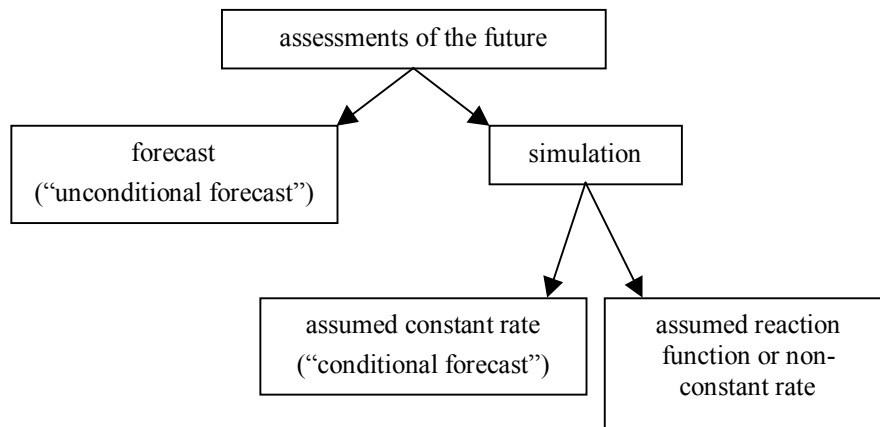 assessments of the future
forecast
(“unconditional forecast”)
simulation
assumed constant rate
(“conditional forecast”)
assumed reaction
function or non-
constant rate